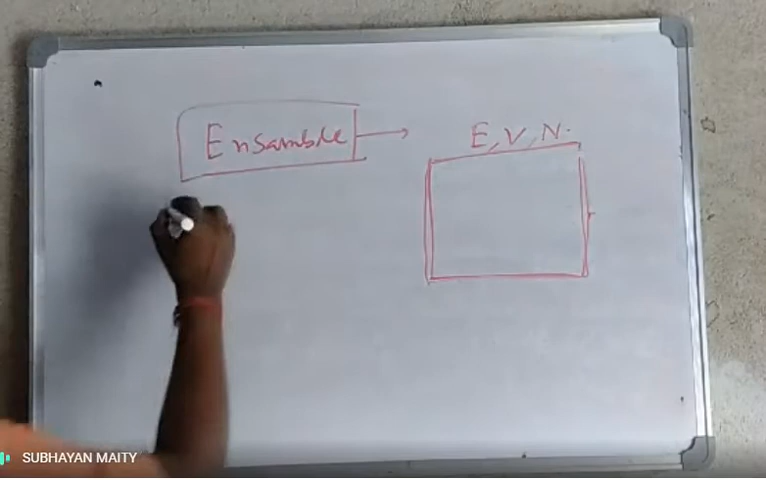 Ensamble → E, V, N.
SUBHAYAN MAITY